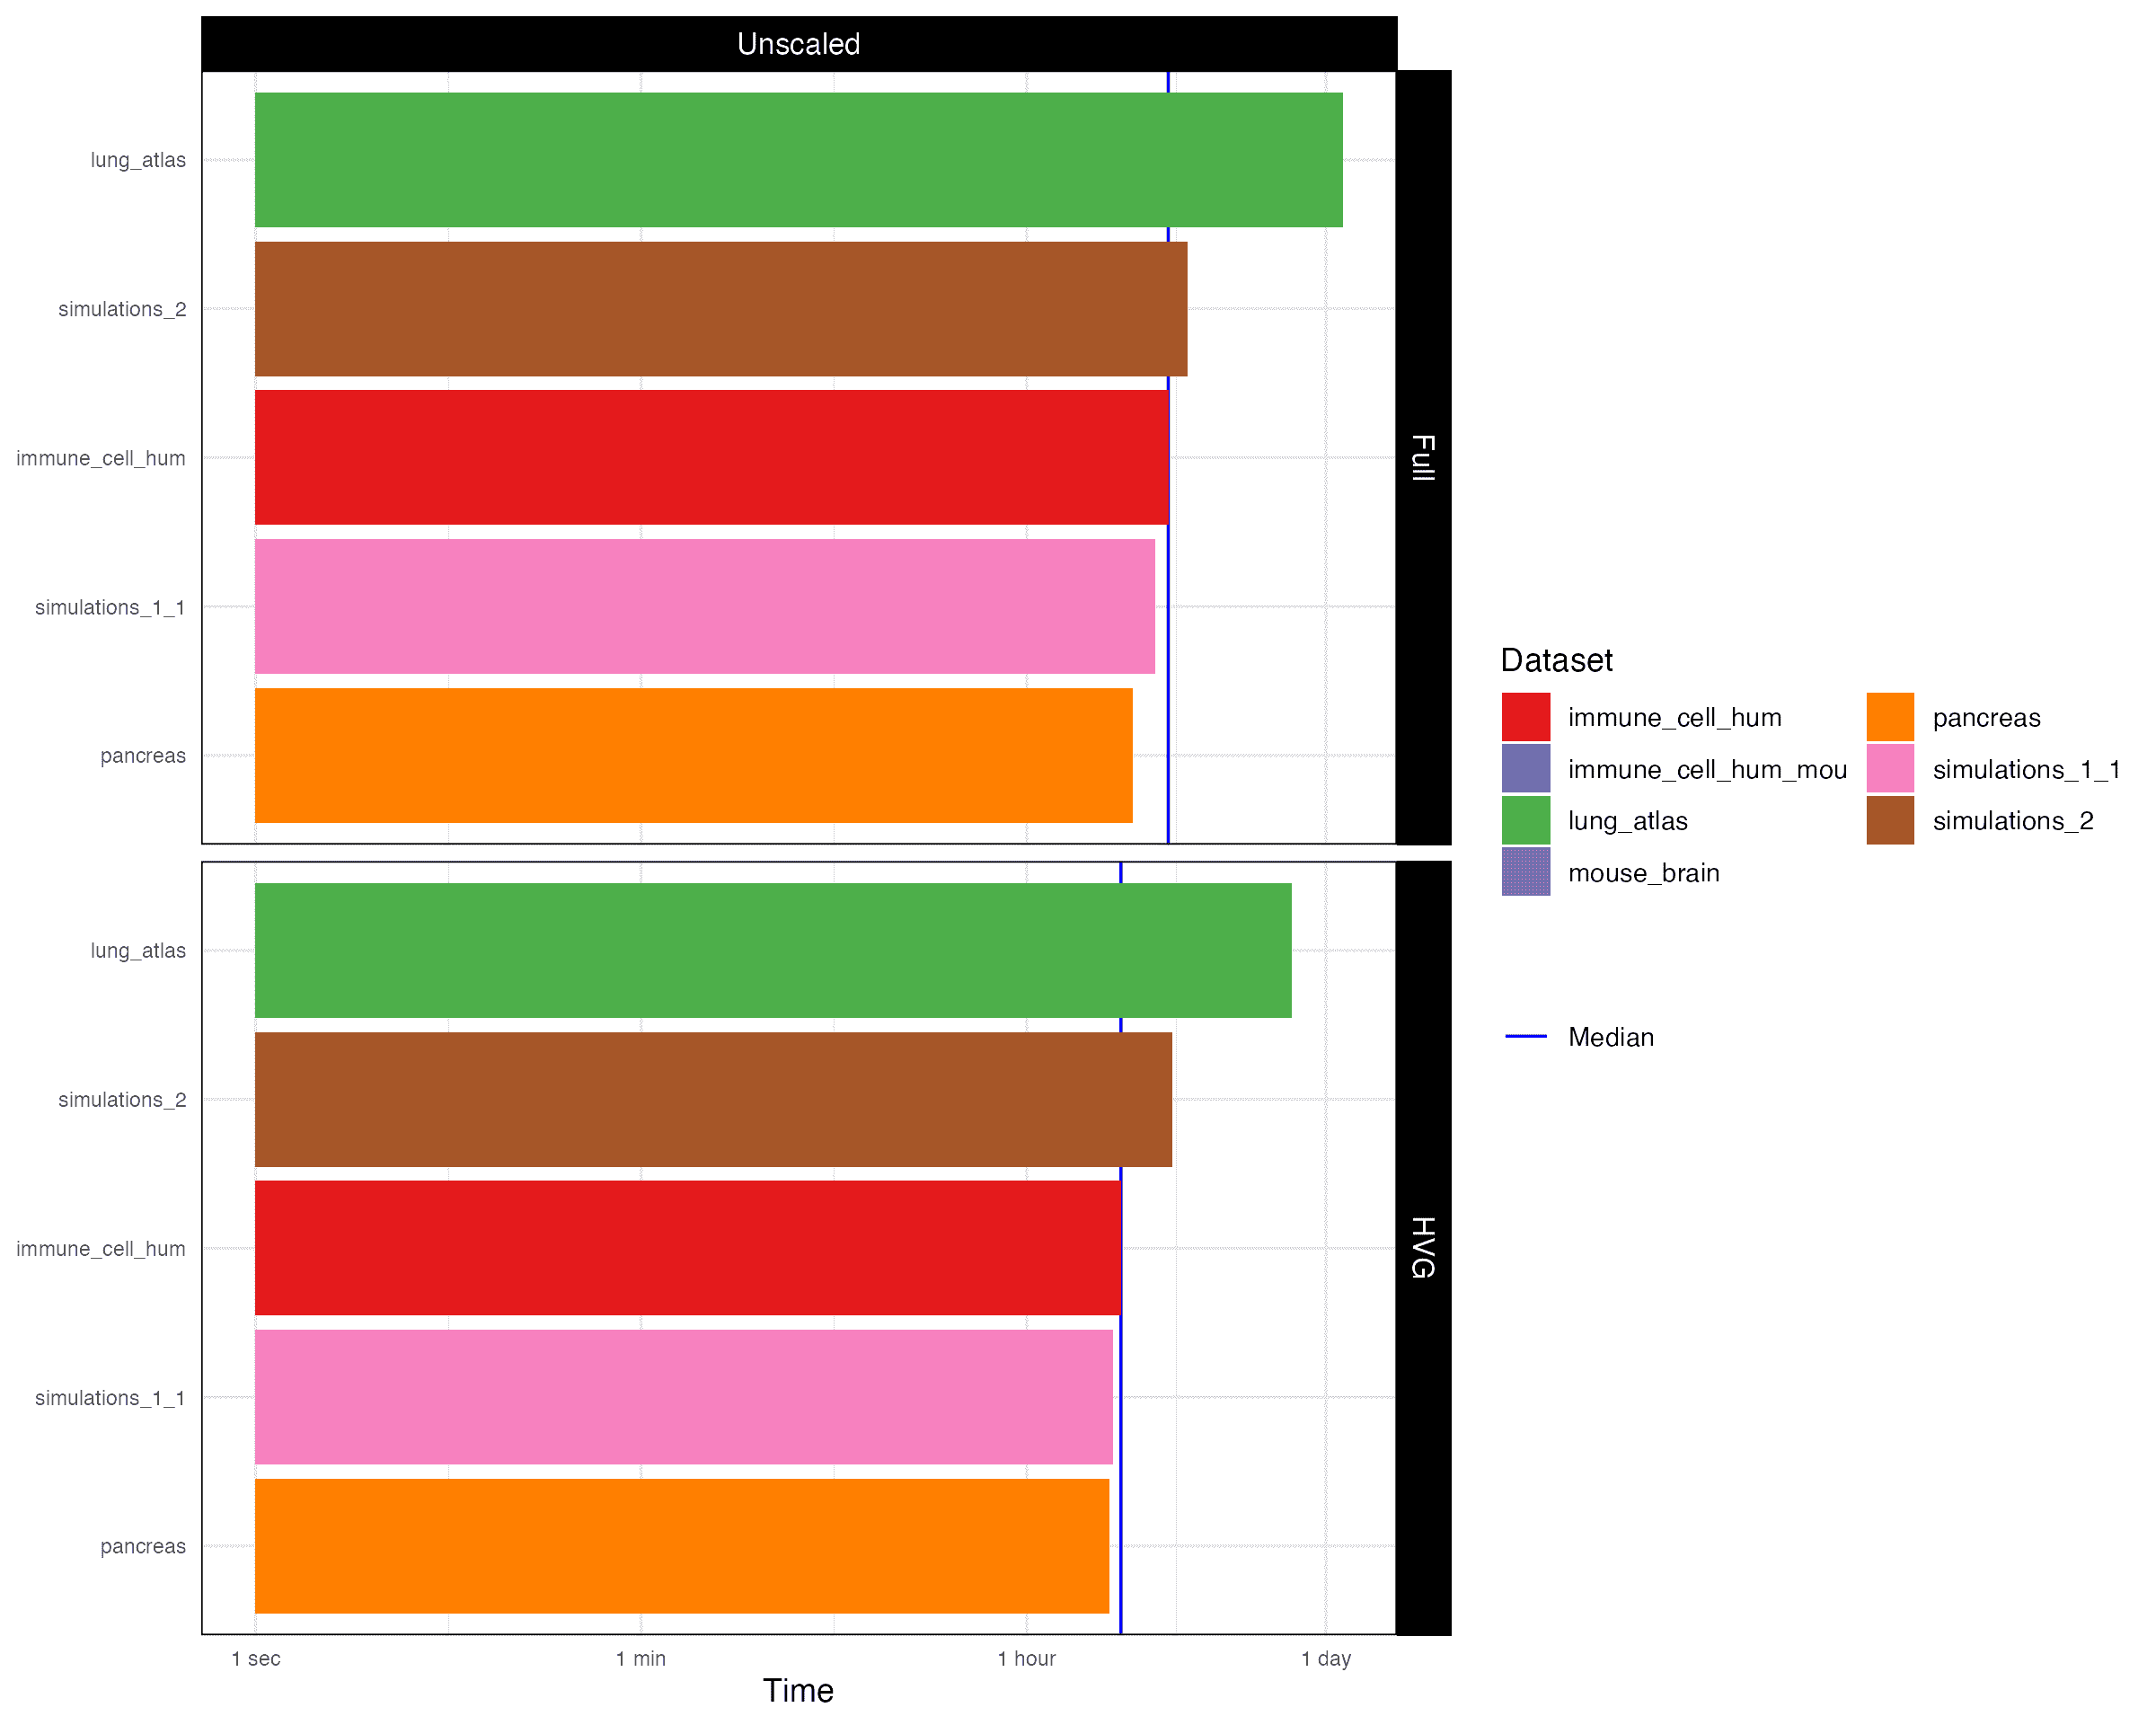 Unscaled
lung_atlas
simulations_2
immune_cell_hum
simulations_1_1
pancreas
Full
lung_atlas
simulations_2
immune_cell_hum
simulations_1_1
pancreas
HVG
1 sec
1 min
1 hour
1 day
Time
Dataset
immune_cell_hum
immune_cell_hum_mou
lung_atlas
mouse_brain
pancreas
simulations_1_1
simulations_2
Median